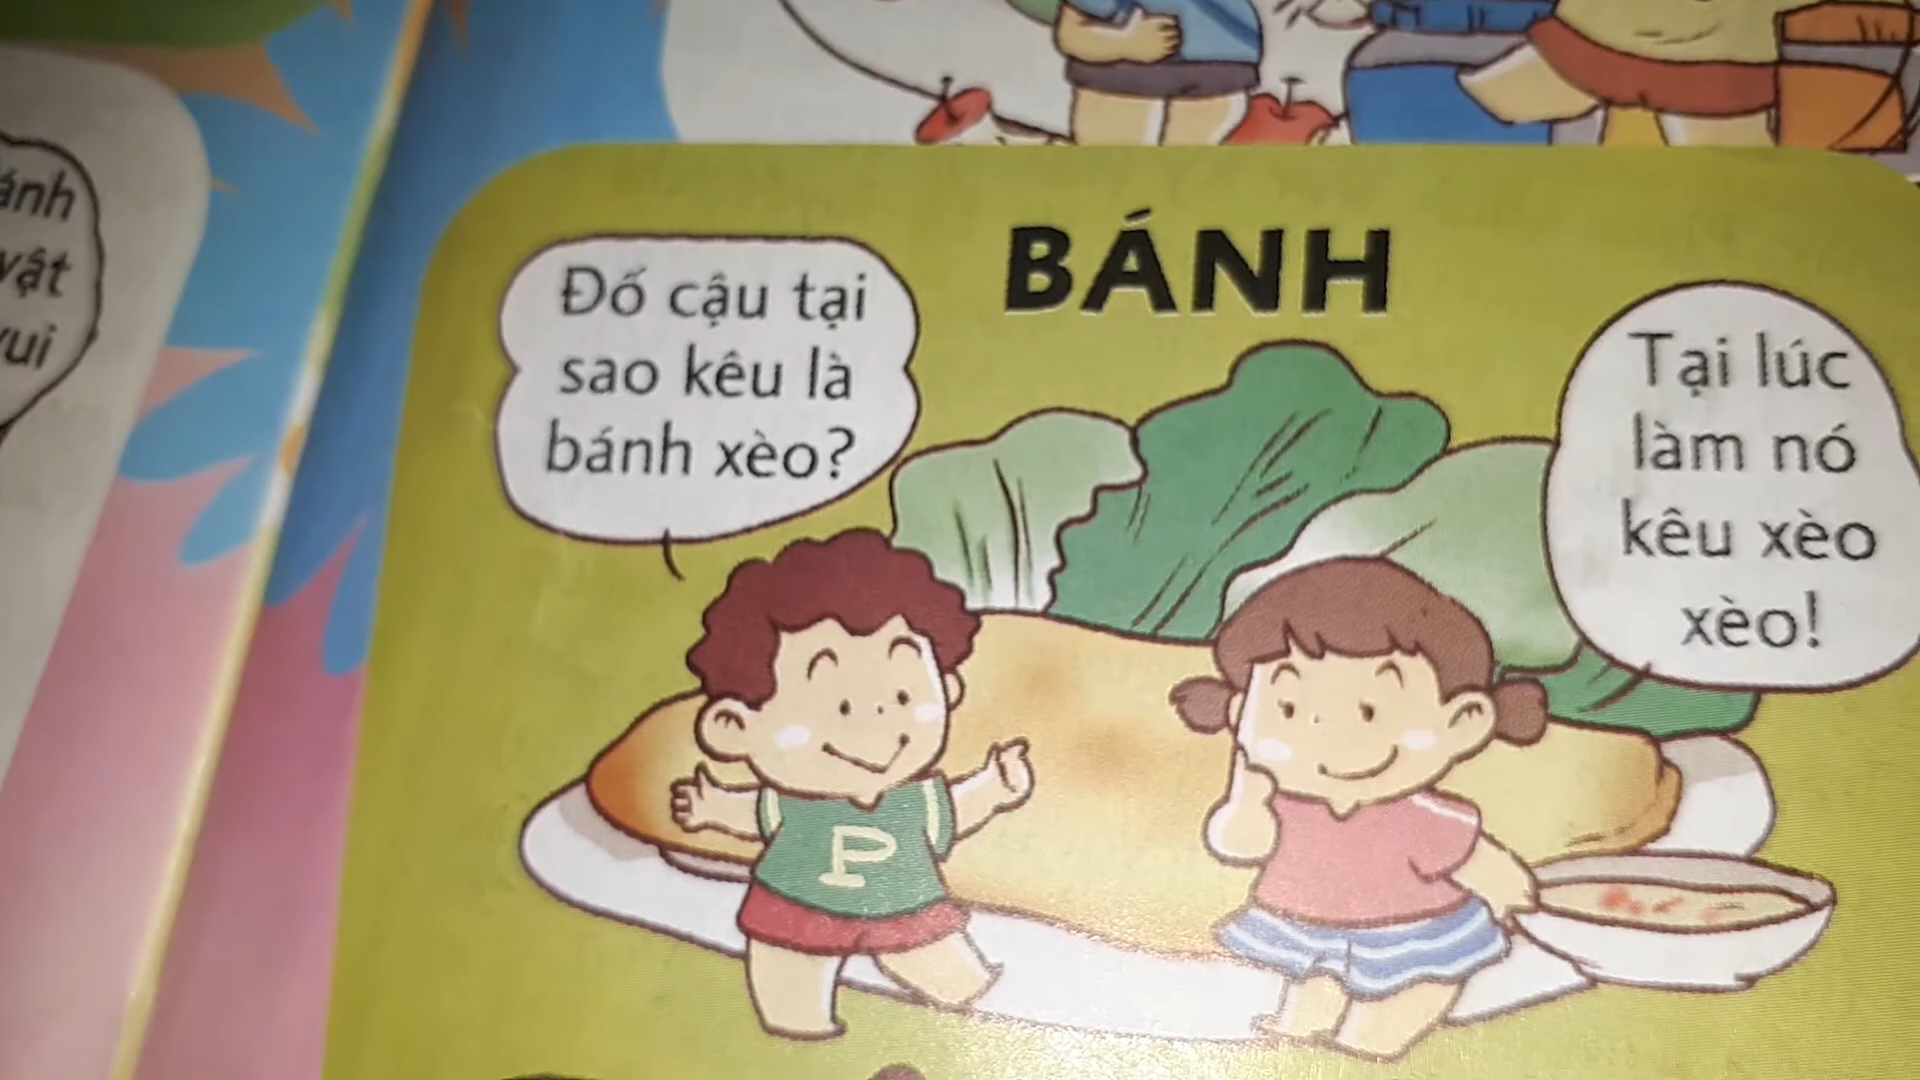 ánh
vật
vui
BÁNH
Đố cậu tại
sao kêu là
bánh xèo?
Tại lúc
làm nó
kêu xèo
xèo!
P